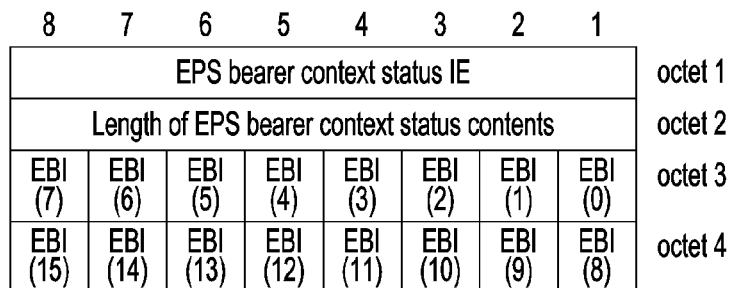 8 7 6 5 4 3 2 1
EPS bearer context status IE octet 1
Length of EPS bearer context status contents octet 2
EBI EBI EBI EBI EBI EBI EBI EBI octet 3
(7) (6) (5) (4) (3) (2) (1) (0)
EBI EBI EBI EBI EBI EBI EBI EBI octet 4
(15) (14) (13) (12) (11) (10) (9) (8)